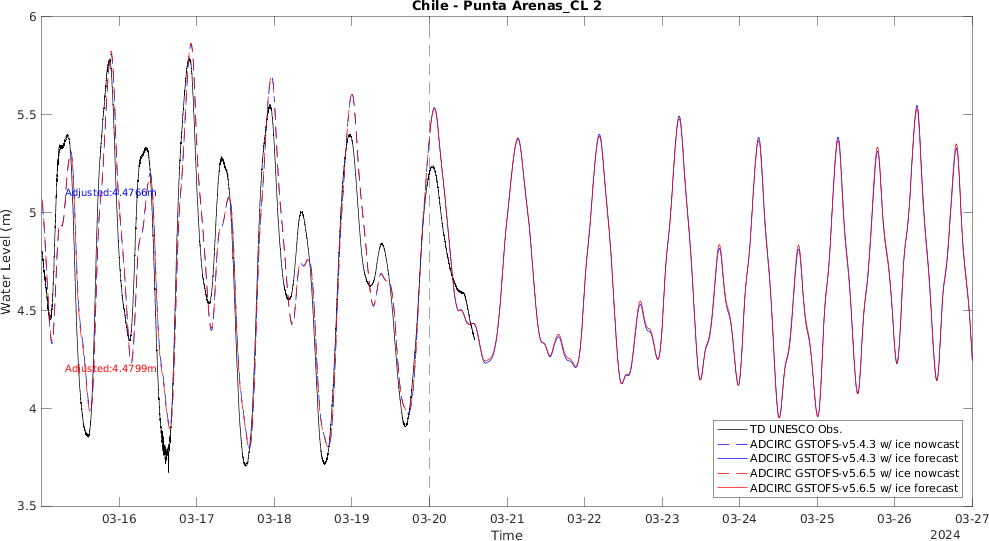 Chile - Punta Arenas_CL 2
6
5.5
5
4.5
4
3.5
Water Level (m)
Adjusted:4.4766m
Adjusted:4.4799m
TD UNESCO Obs.
ADCIRC GSTOFS-v5.4.3 w/ ice nowcast
ADCIRC GSTOFS-v5.4.3 w/ ice forecast
ADCIRC GSTOFS-v5.6.5 w/ ice nowcast
ADCIRC GSTOFS-v5.6.5 w/ ice forecast
03-16 03-17 03-18 03-19 03-20 03-21 03-22 03-23 03-24 03-25 03-26 03-27
Time
2024